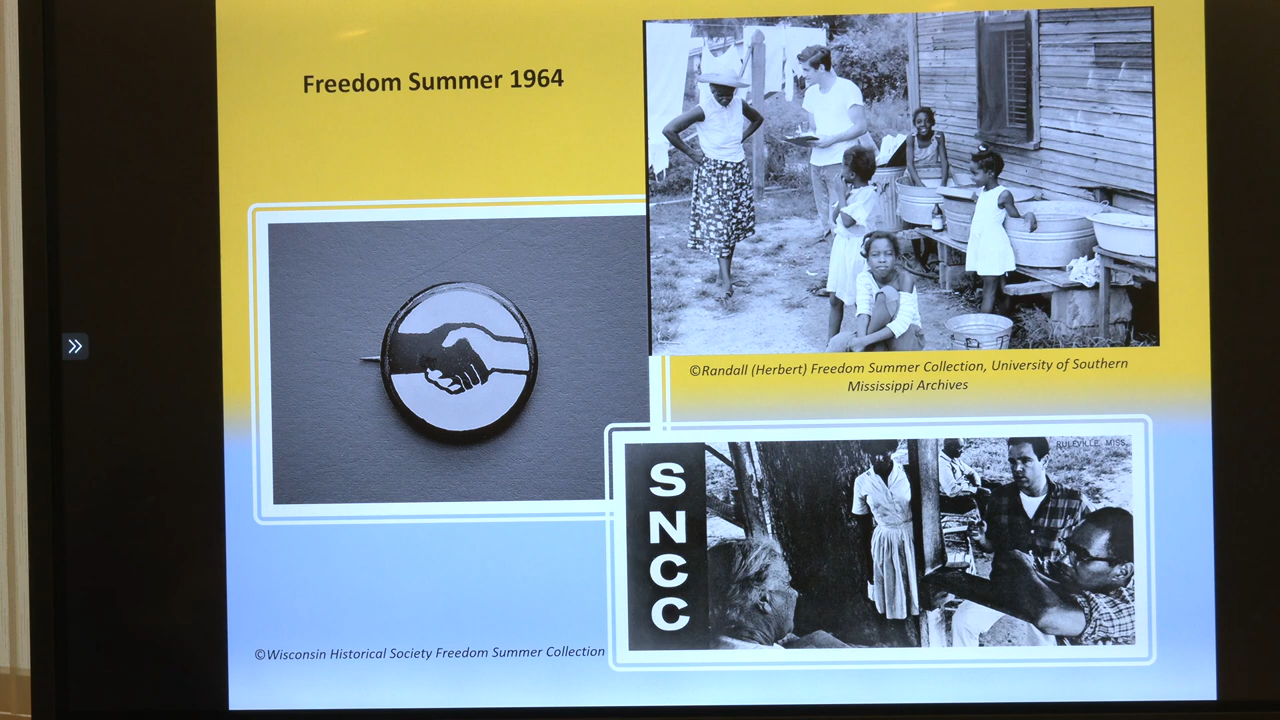 Freedom Summer 1964
©Randall (Herbert) Freedom Summer Collection, University of Southern
Mississippi Archives
RULEVILLE, MISS.
S
N
C
C
©Wisconsin Historical Society Freedom Summer Collection